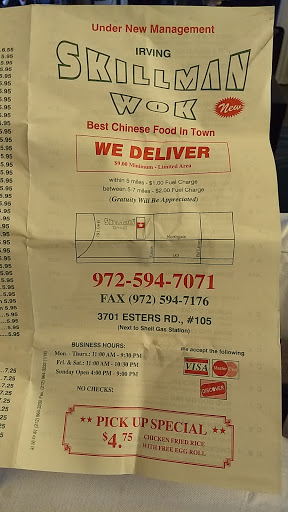 Under New Management
IRVING
SKILLMAN
WOK
New
Best Chinese Food In Town
WE DELIVER
$9.00 Minimum - Limited Area
within 5 miles - $1.00 Fuel Charge
between 5-7 miles - $2.00 Fuel Charge
(Gratuity Will Be Appreciated)
972-594-7071
FAX (972) 594-7176
3701 ESTERS RD., #105
(Next to Shell Gas Station)
BUSINESS HOURS:
Mon. - Thurs.: 11:00 AM - 9:30 PM
Fri. & Sat.: 11:00 AM - 10:30 PM
Sunday Open 4:00 PM - 9:00 PM
NO CHECKS!
We accept the following
VISA
MasterCard
DISCOVER
★★ PICK UP SPECIAL ★★
$4.75
CHICKEN FRIED RICE
WITH FREE EGG ROLL